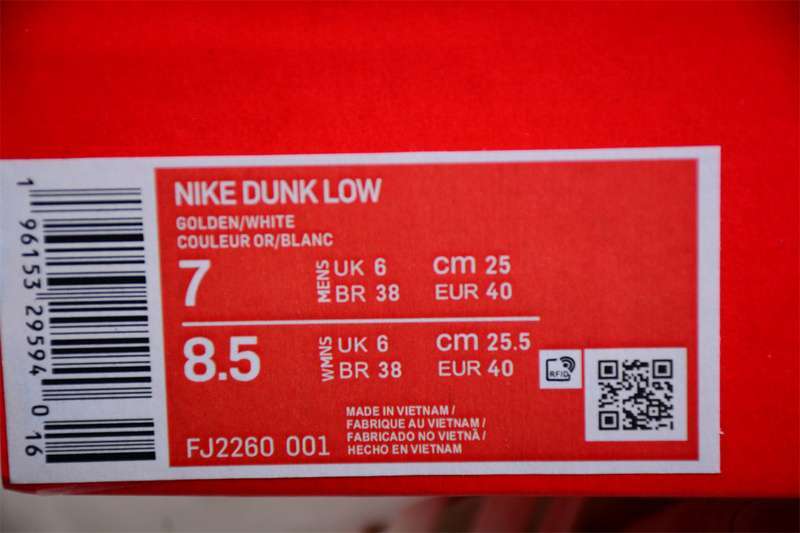 NIKE DUNK LOW
GOLDEN/WHITE
COULEUR OR/BLANC
7 MENS UK 6 cm 25
BR 38 EUR 40
8.5 WMNS UK 6 cm 25.5
BR 38 EUR 40
RFID
MADE IN VIETNAM /
FABRIQUE AU VIETNAM /
FABRICADO NO VIETNÃ /
HECHO EN VIETNAM
FJ2260 001
1 96153 29594 0 16